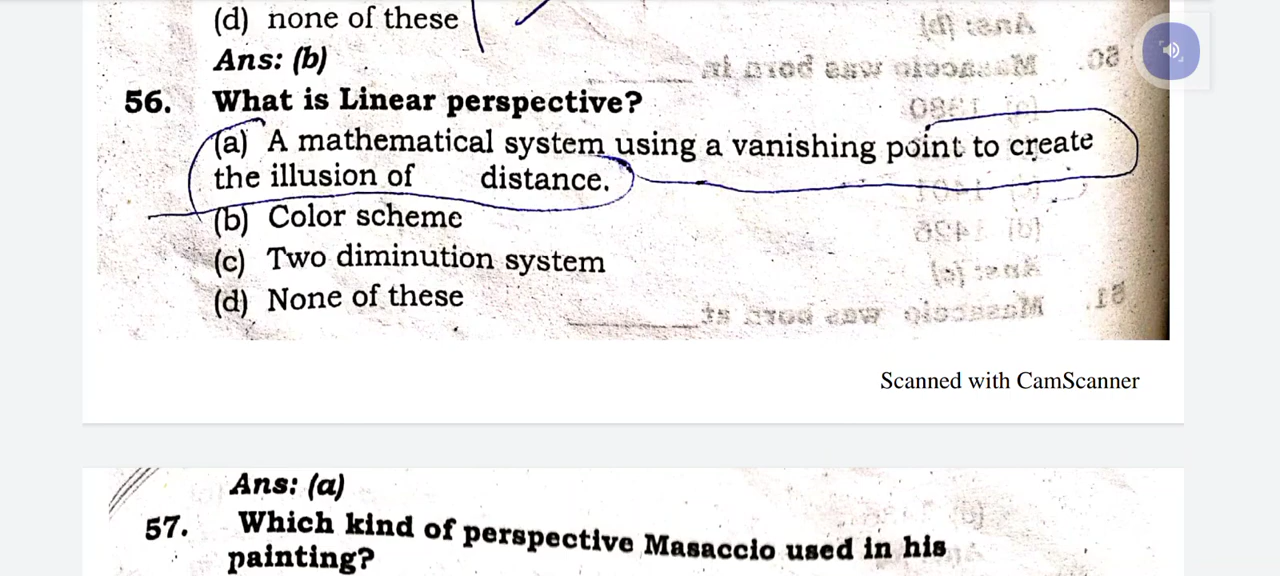 (d) none of these
Ans: (b)
56. What is Linear perspective?
(a) A mathematical system using a vanishing point to create
the illusion of distance.
(b) Color scheme
(c) Two diminution system
(d) None of these
Scanned with CamScanner
Ans: (a)
57. Which kind of perspective Masaccio used in his
painting?